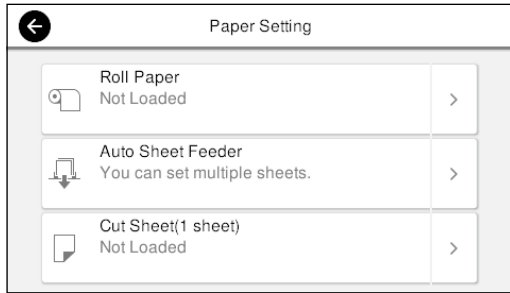 Paper Setting
Roll Paper
Not Loaded
Auto Sheet Feeder
You can set multiple sheets.
Cut Sheet(1 sheet)
Not Loaded